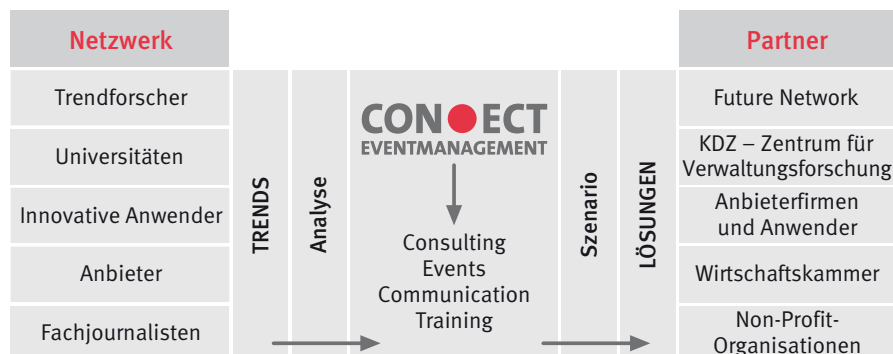 Netzwerk
Trendforscher
Universitäten
Innovative Anwender
Anbieter
Fachjournalisten
TRENDS
Analyse
CON ECT
EVENTMANAGEMENT
Consulting
Events
Communication
Training
Szenario
LÖSUNGEN
Partner
Future Network
KDZ – Zentrum für
Verwaltungsforschung
Anbieterfirmen
und Anwender
Wirtschaftskammer
Non-Profit-
Organisationen